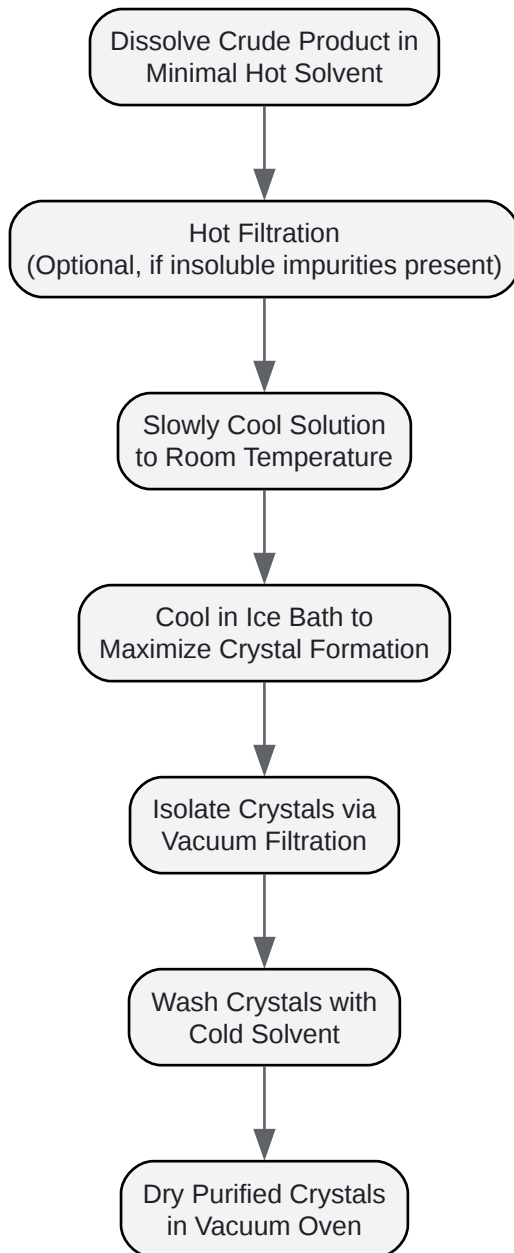 Dissolve Crude Product in
Minimal Hot Solvent
Hot Filtration
(Optional, if insoluble impurities present)
Slowly Cool Solution
to Room Temperature
Cool in Ice Bath to
Maximize Crystal Formation
Isolate Crystals via
Vacuum Filtration
Wash Crystals with
Cold Solvent
Dry Purified Crystals
in Vacuum Oven